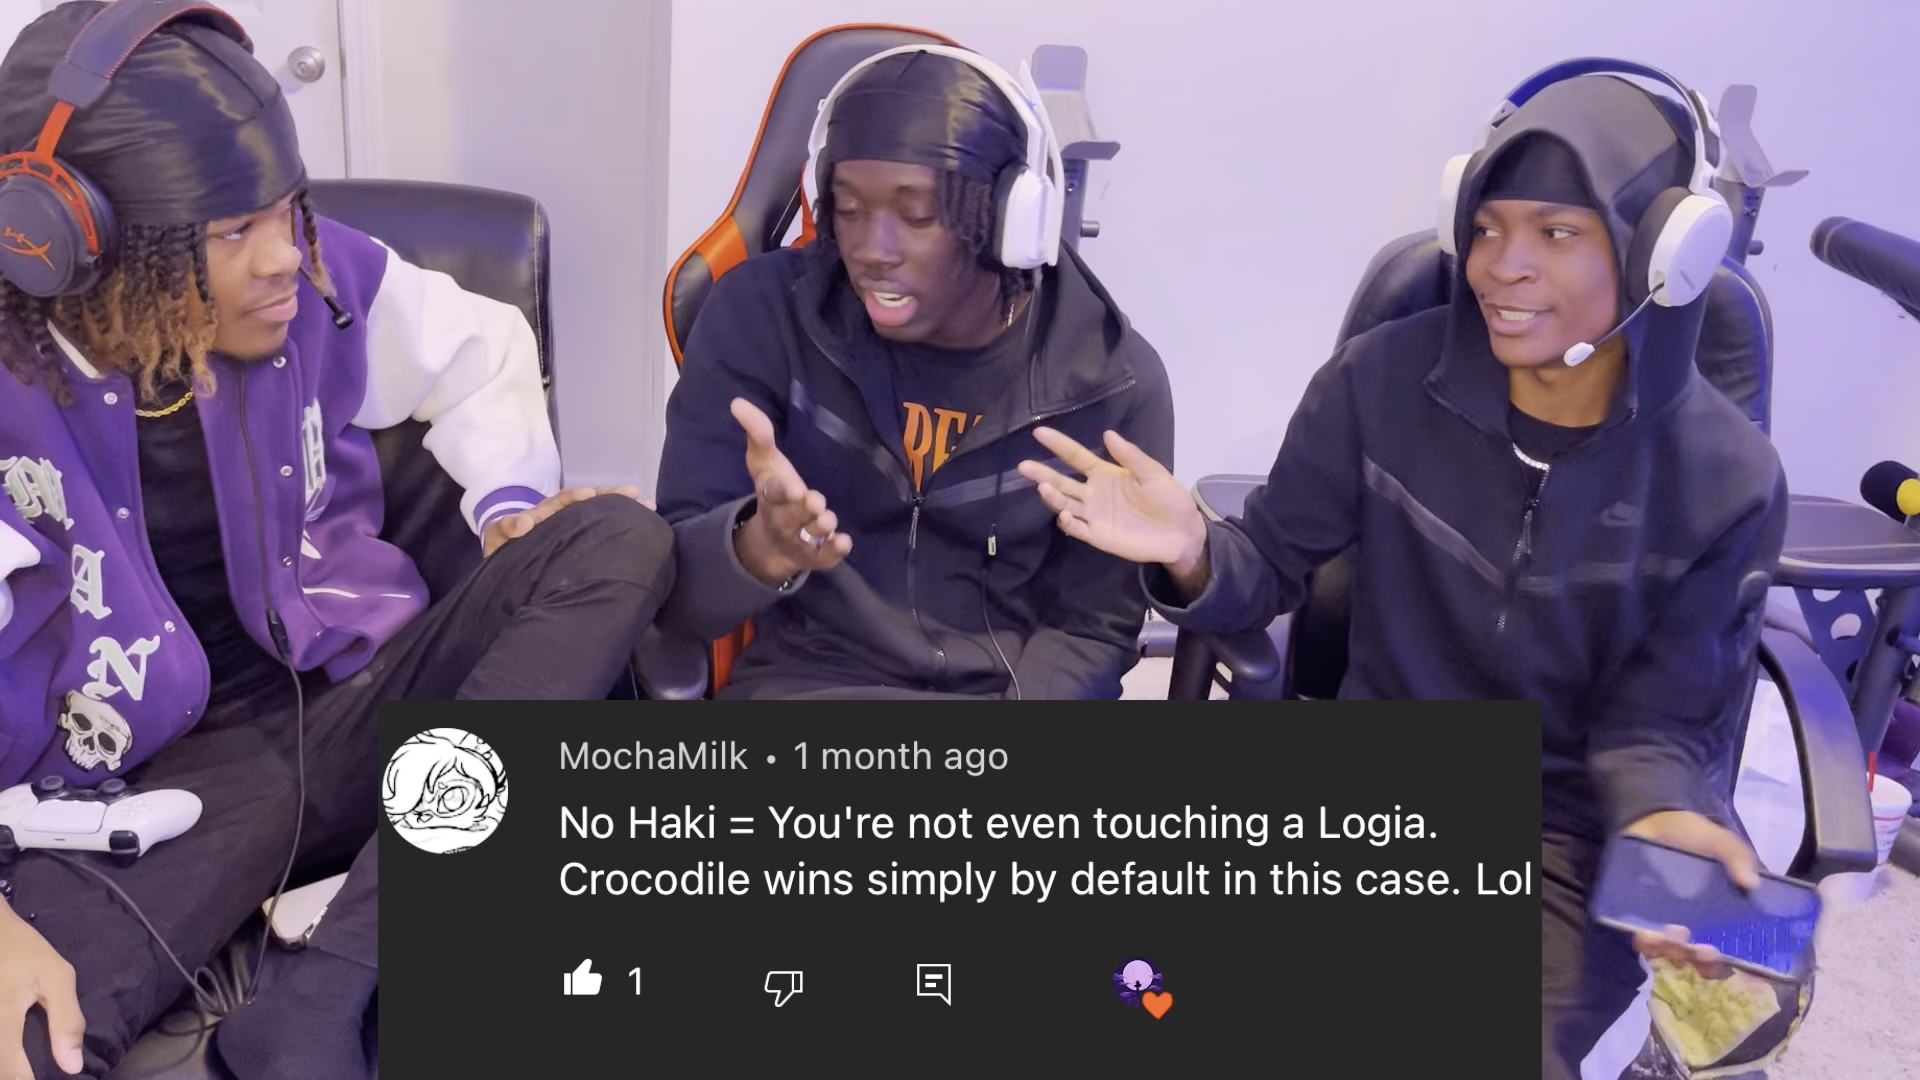 REA
M
A
N
MochaMilk • 1 month ago
No Haki = You're not even touching a Logia.
Crocodile wins simply by default in this case. Lol
1